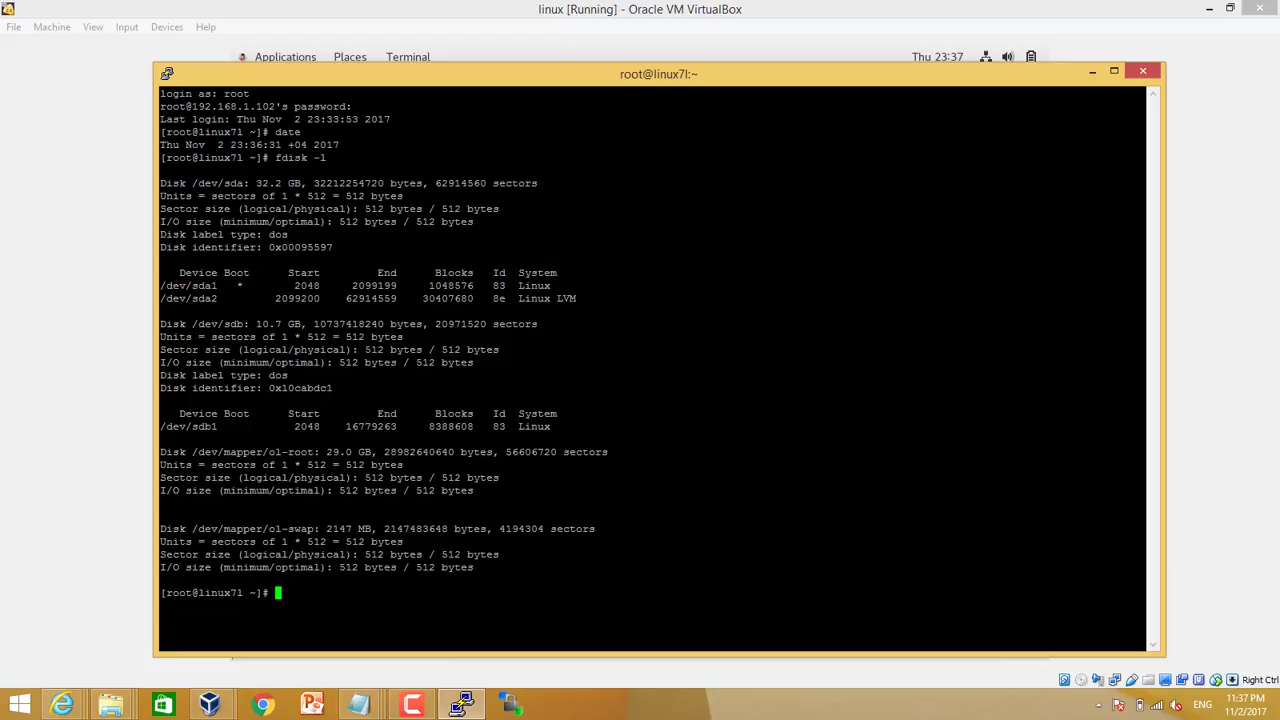 linux [Running] - Oracle VM VirtualBox
File Machine View Input Devices Help
Applications Places Terminal Thu 23:37
root@linux7l:~
login as: root
root@192.168.1.102's password:
Last login: Thu Nov  2 23:33:53 2017
[root@linux7l ~]# date
Thu Nov  2 23:36:31 +04 2017
[root@linux7l ~]# fdisk -l
Disk /dev/sda: 32.2 GB, 32212254720 bytes, 62914560 sectors
Units = sectors of 1 * 512 = 512 bytes
Sector size (logical/physical): 512 bytes / 512 bytes
I/O size (minimum/optimal): 512 bytes / 512 bytes
Disk label type: dos
Disk identifier: 0x00095597
Device Boot      Start         End      Blocks   Id  System
/dev/sda1   *        2048     2099199     1048576   83  Linux
/dev/sda2         2099200    62914559    30407680   8e  Linux LVM
Disk /dev/sdb: 10.7 GB, 10737418240 bytes, 20971520 sectors
Units = sectors of 1 * 512 = 512 bytes
Sector size (logical/physical): 512 bytes / 512 bytes
I/O size (minimum/optimal): 512 bytes / 512 bytes
Disk label type: dos
Disk identifier: 0x10cabdc1
Device Boot      Start         End      Blocks   Id  System
/dev/sdb1            2048    16779263     8388608   83  Linux
Disk /dev/mapper/ol-root: 29.0 GB, 28982640640 bytes, 56606720 sectors
Units = sectors of 1 * 512 = 512 bytes
Sector size (logical/physical): 512 bytes / 512 bytes
I/O size (minimum/optimal): 512 bytes / 512 bytes
Disk /dev/mapper/ol-swap: 2147 MB, 2147483648 bytes, 4194304 sectors
Units = sectors of 1 * 512 = 512 bytes
Sector size (logical/physical): 512 bytes / 512 bytes
I/O size (minimum/optimal): 512 bytes / 512 bytes
[root@linux7l ~]#
Right Ctrl
ENG 11:37 PM
11/2/2017